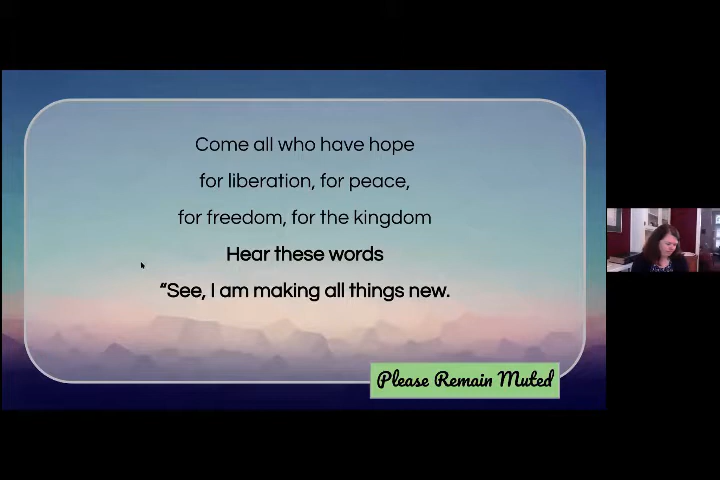 Come all who have hope
for liberation, for peace,
for freedom, for the kingdom
Hear these words
“See, I am making all things new.
Please Remain Muted